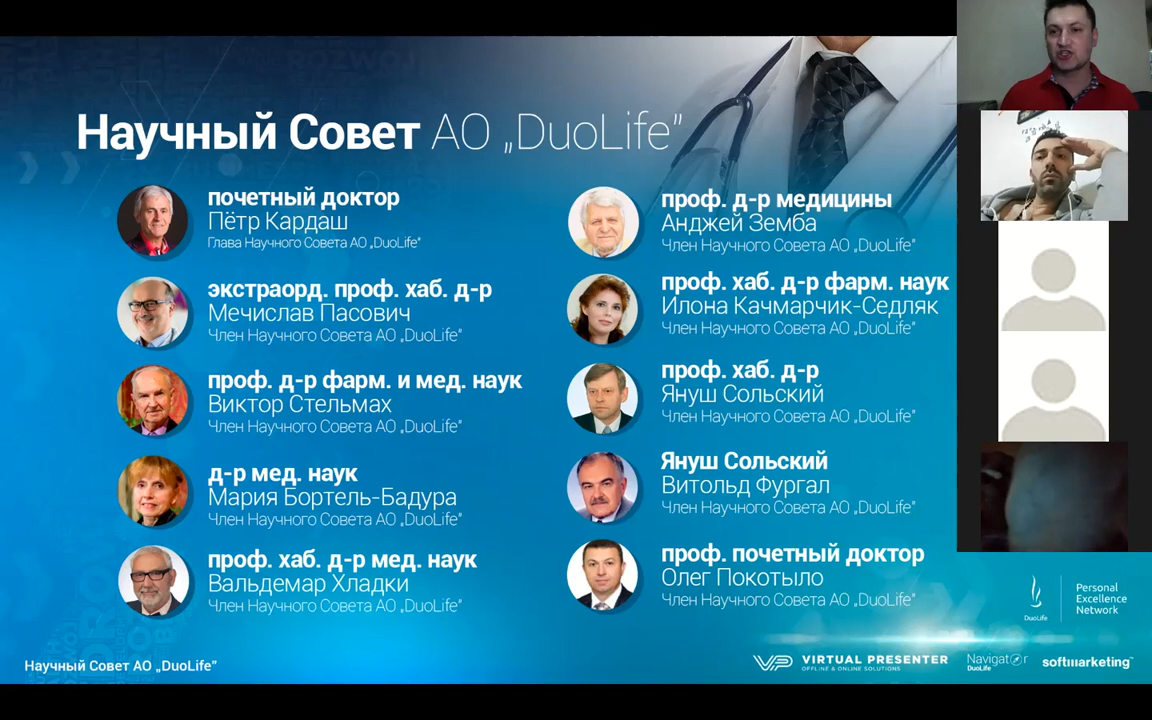 Научный Совет АО „DuoLife”
почетный доктор
Пётр Кардаш
Глава Научного Совета АО „DuoLife”
экстраорд. проф. хаб. д-р
Мечислав Пасович
Член Научного Совета АО „DuoLife”
проф. д-р фарм. и мед. наук
Виктор Стельмах
Член Научного Совета АО „DuoLife”
д-р мед. наук
Мария Бортель-Бадура
Член Научного Совета АО „DuoLife”
проф. хаб. д-р мед. наук
Вальдемар Хладки
Член Научного Совета АО „DuoLife”
проф. д-р медицины
Анджей Земба
Член Научного Совета АО „DuoLife”
проф. хаб. д-р фарм. наук
Илона Качмарчик-Седляк
Член Научного Совета АО „DuoLife”
проф. хаб. д-р
Януш Сольский
Член Научного Совета АО „DuoLife”
Януш Сольский
Витольд Фургал
Член Научного Совета АО „DuoLife”
проф. почетный доктор
Олег Покотыло
Член Научного Совета АО „DuoLife”
DuoLife
Personal
Excellence
Network
Научный Совет АО „DuoLife”
VP VIRTUAL PRESENTER
OFFLINE & ONLINE SOLUTIONS
Navigator
DuoLife
softmarketing™